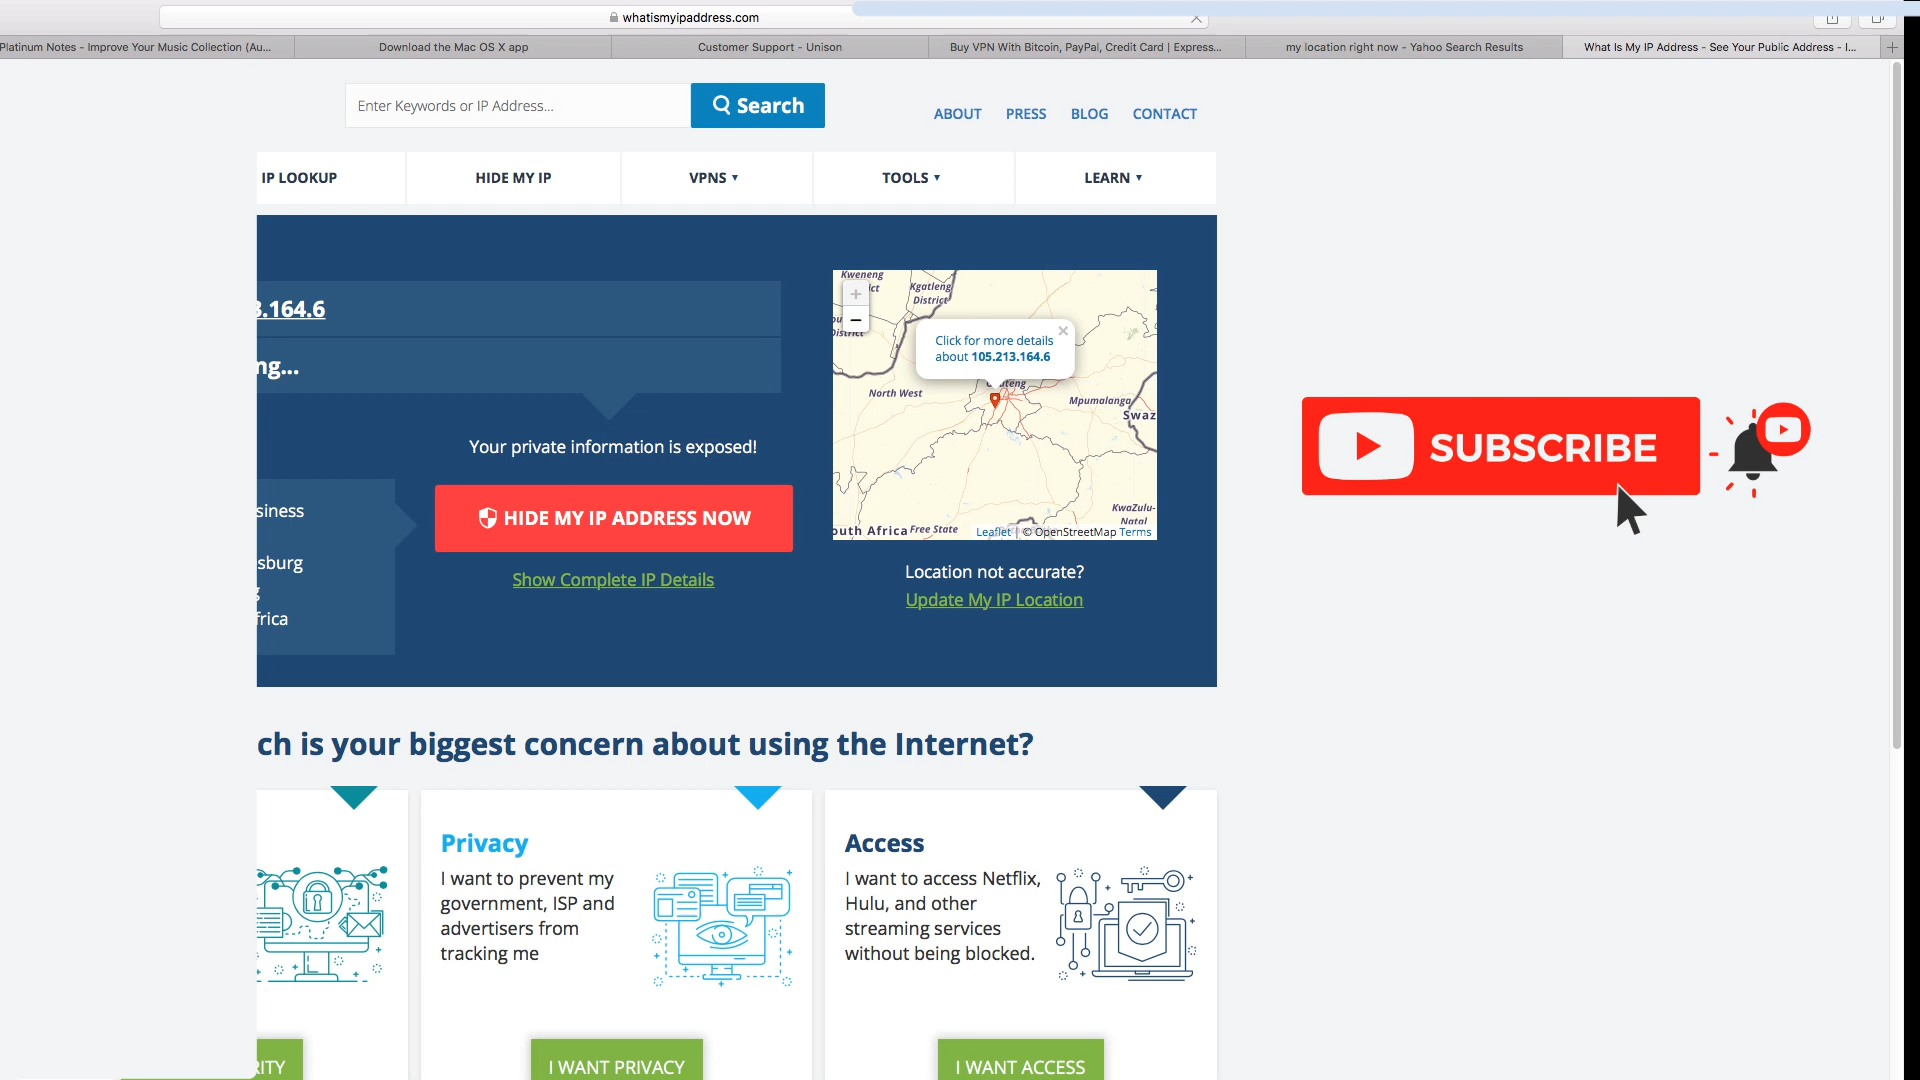 whatismyipaddress.com
Platinum Notes - Improve Your Music Collection (Au...
Download the Mac OS X app
Customer Support - Unison
Buy VPN With Bitcoin, PayPal, Credit Card | Express...
my location right now - Yahoo Search Results
What Is My IP Address - See Your Public Address - I...
Enter Keywords or IP Address...
Search
ABOUT PRESS BLOG CONTACT
IP LOOKUP
HIDE MY IP
VPNS
TOOLS
LEARN
3.164.6
ng...
Your private information is exposed!
siness
sburg
g
frica
HIDE MY IP ADDRESS NOW
Show Complete IP Details
Kweneng
ict
Kgatleng
District
District
Click for more details
about 105.213.164.6
North West
Mpumalanga
Swaz
KwaZulu-
Natal
outh Africa
Free State
Leaflet | © OpenStreetMap Terms
Location not accurate?
Update My IP Location
SUBSCRIBE
ch is your biggest concern about using the Internet?
Privacy
I want to prevent my
government, ISP and
advertisers from
tracking me
Access
I want to access Netflix,
Hulu, and other
streaming services
without being blocked.
RITY
I WANT PRIVACY
I WANT ACCESS